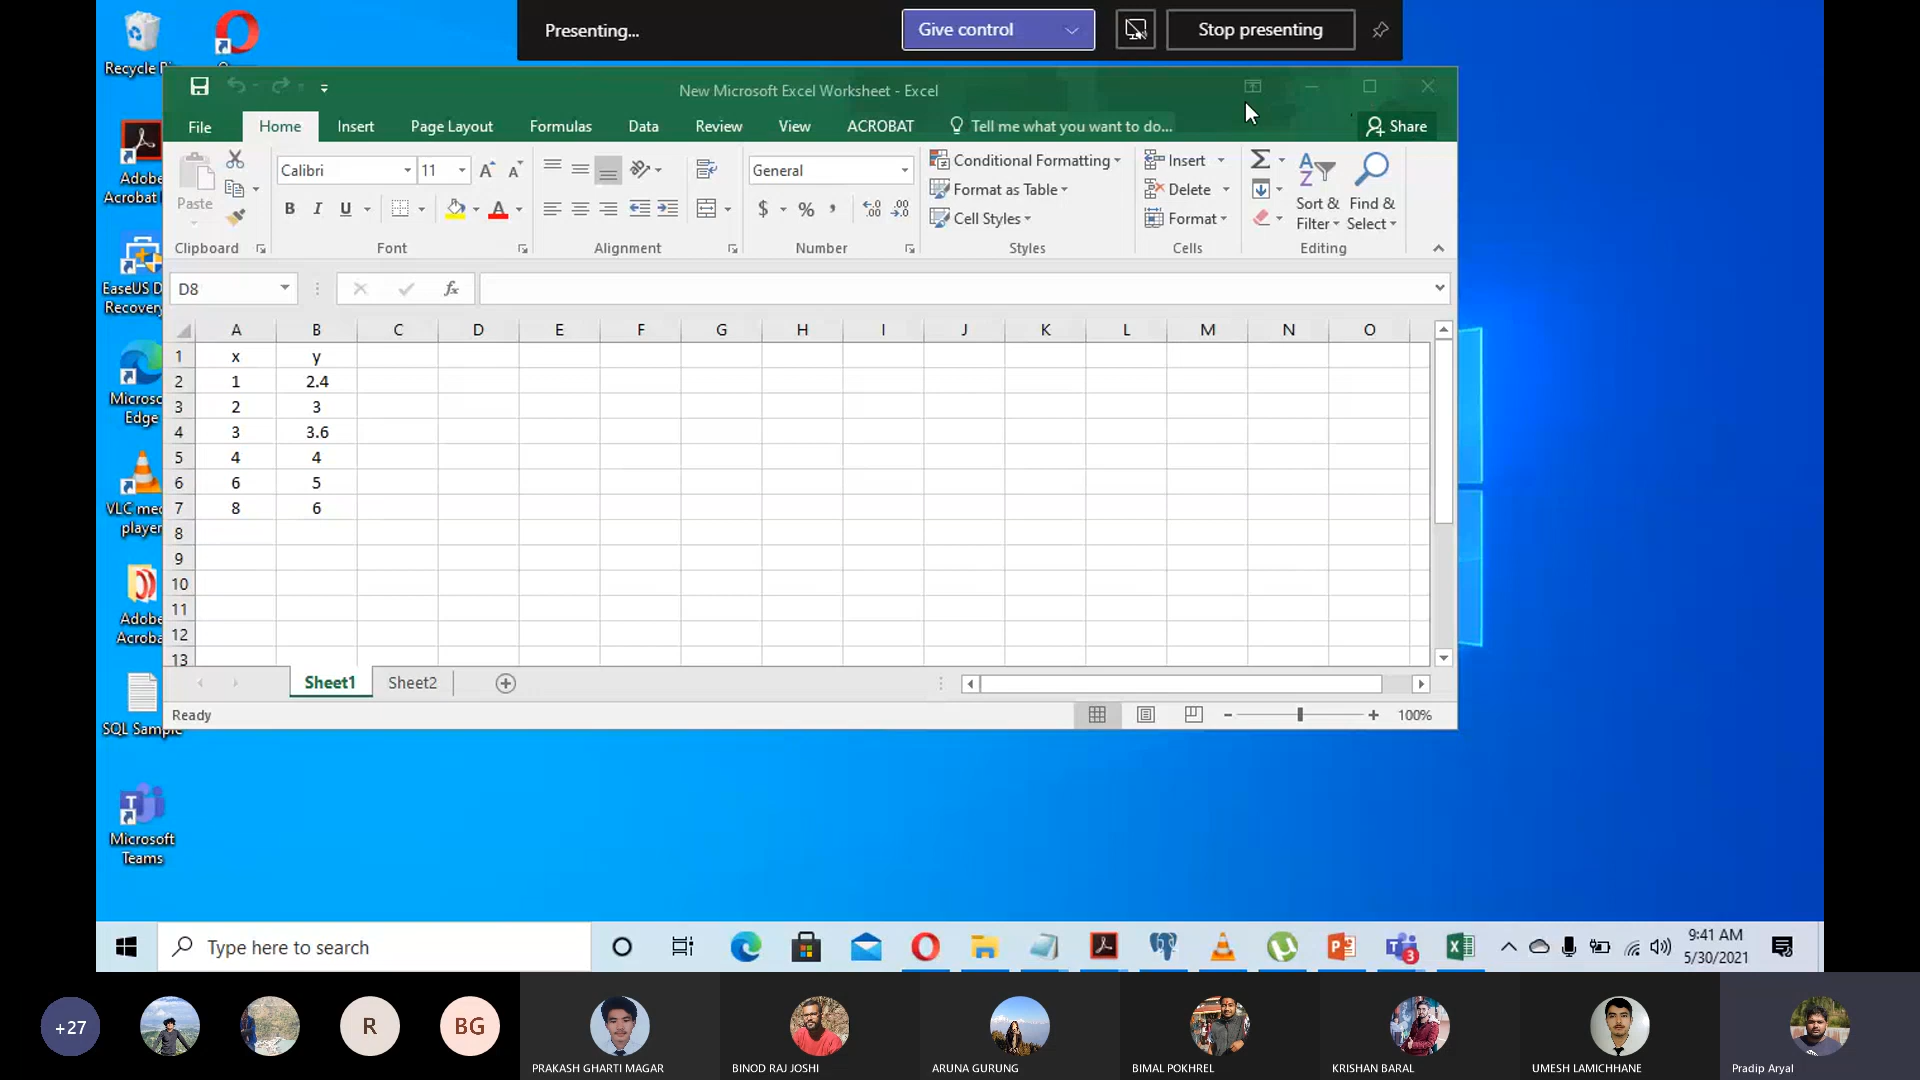 Presenting...
Give control
Stop presenting
Recycle
New Microsoft Excel Worksheet - Excel
File
Home
Insert
Page Layout
Formulas
Data
Review
View
ACROBAT
Tell me what you want to do...
Share
Paste
Clipboard
Calibri
11
B I U
A
Font
Alignment
General
$ %
Number
Conditional Formatting
Format as Table
Cell Styles
Styles
Insert
Delete
Format
Cells
Sort & Filter
Find & Select
Editing
D8
fx
A B C D E F G H I J K L M N O
1 x y
2 1 2.4
3 2 3
4 3 3.6
5 4 4
6 6 5
7 8 6
8
9
10
11
12
13
Sheet1
Sheet2
Ready
100%
Adobe
Acrobat
EaseUS D
Recovery
Micros
Edge
VLC me
player
Adobe
Acroba
SQL Sample
Microsoft
Teams
Type here to search
3
9:41 AM
5/30/2021
+27
R
BG
PRAKASH GHARTI MAGAR
BINOD RAJ JOSHI
ARUNA GURUNG
BIMAL POKHREL
KRISHAN BARAL
UMESH LAMICHHANE
Pradip Aryal